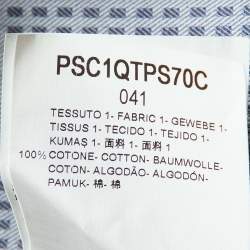 PSC1QTPS70C
041
TESSUTO 1- FABRIC 1- GEWEBE 1-
TISSUS 1- TECIDO 1- TEJIDO 1-
KUMAŞ 1- 面料 1- 面料 1
100% COTONE- COTTON- BAUMWOLLE-
COTON- ALGODÃO- ALGODÓN-
PAMUK- 棉- 棉